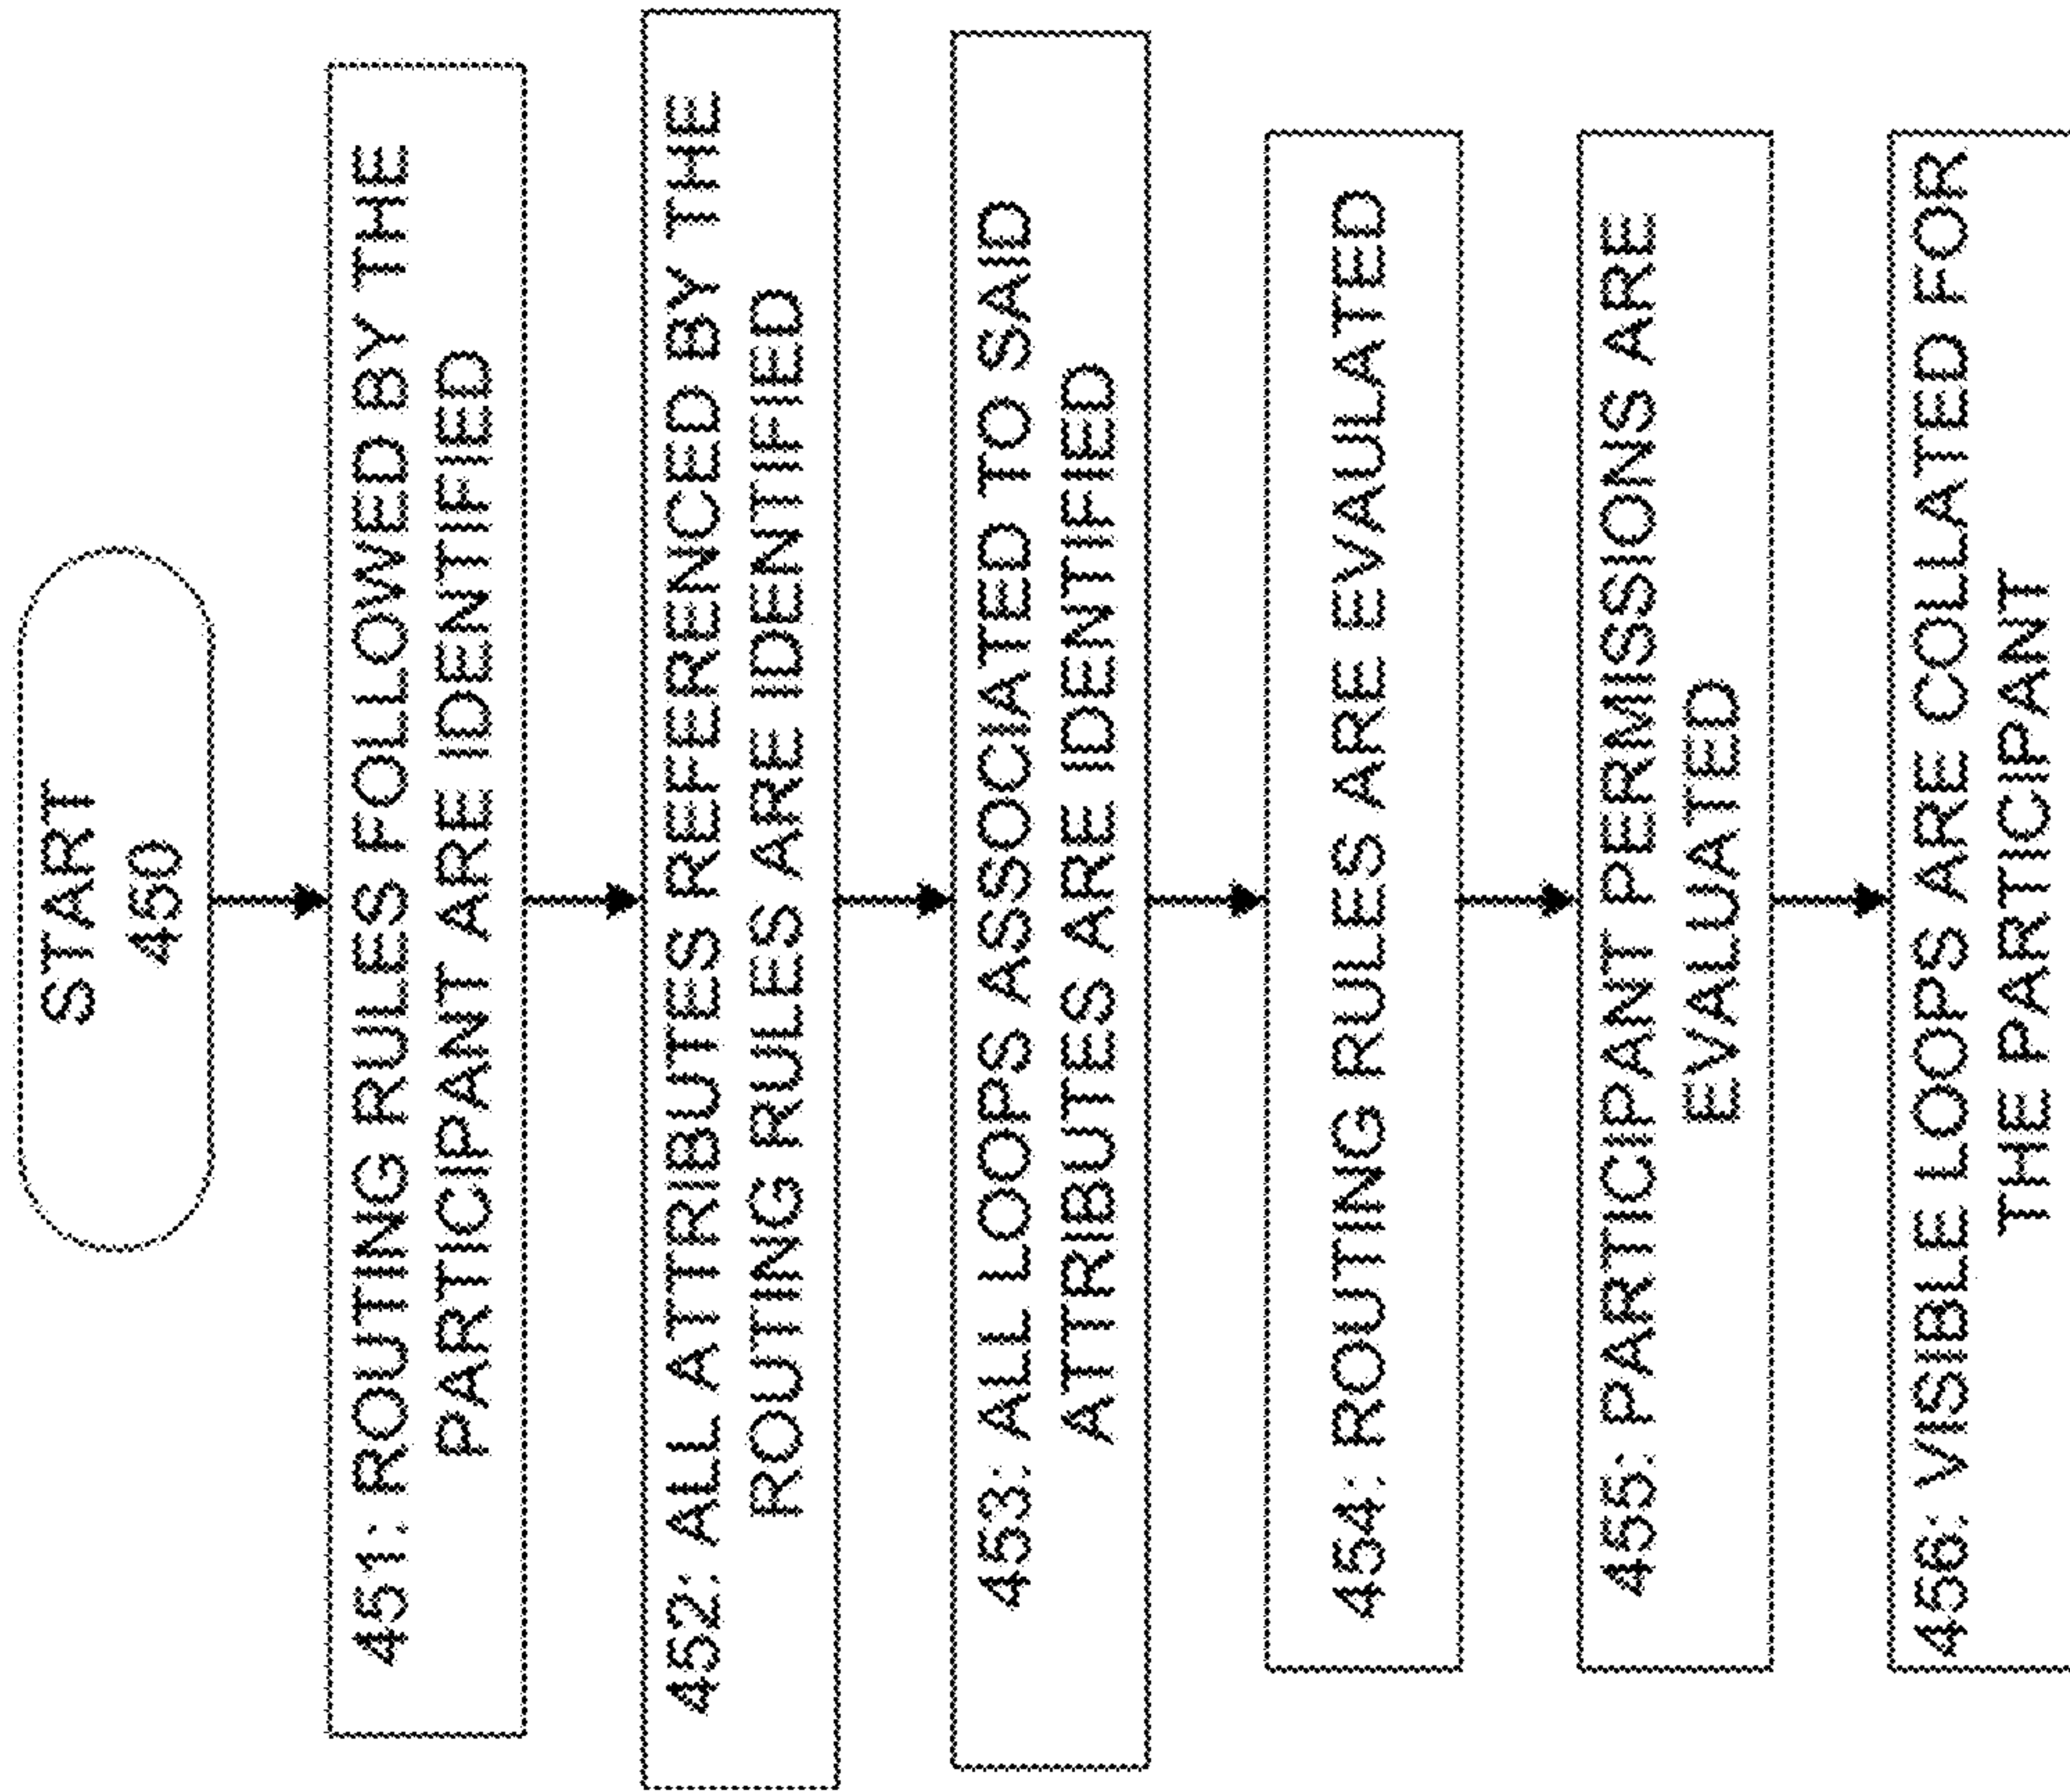 START
450
451: ROUTING RULES FOLLOWED BY THE
PARTICIPANT ARE IDENTIFIED
452: ALL ATTRIBUTES REFERENCED BY THE
ROUTING RULES ARE IDENTIFIED
453: ALL LOOPS ASSOCIATED TO SAID
ATTRIBUTES ARE IDENTIFIED
454: ROUTING RULES ARE EVAULATED
455: PARTICIPANT PERMISSIONS ARE
EVALUATED
456: VISIBLE LOOPS ARE COLLATED FOR
THE PARTICIPANT